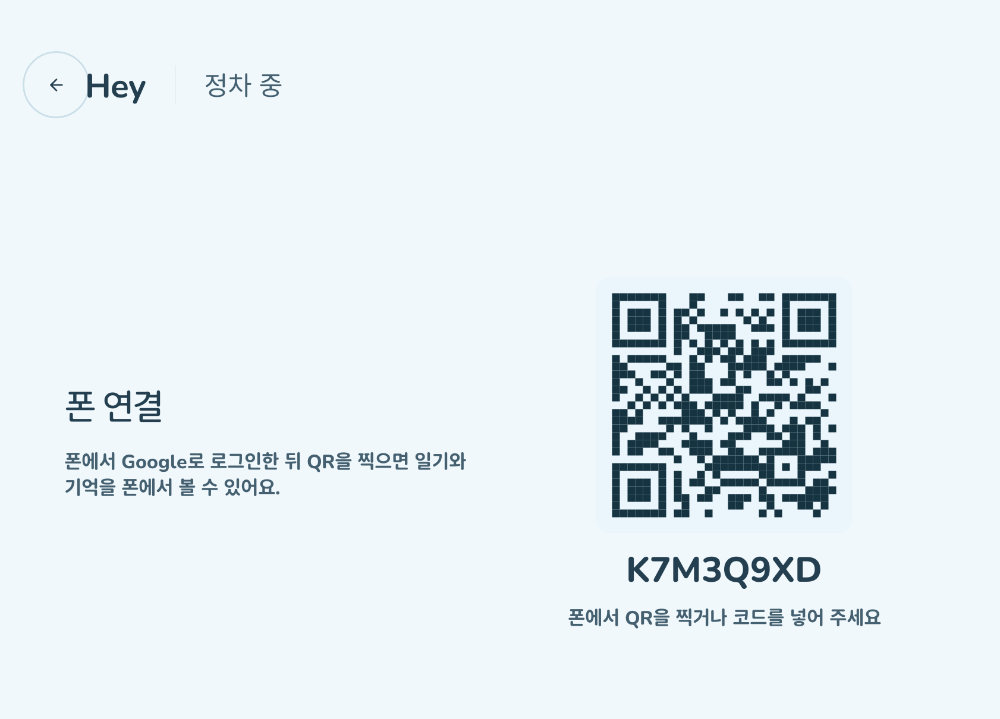 Hey
정차 중
폰 연결
폰에서 Google로 로그인한 뒤 QR을 찍으면 일기와
기억을 폰에서 볼 수 있어요.
K7M3Q9XD
폰에서 QR을 찍거나 코드를 넣어 주세요